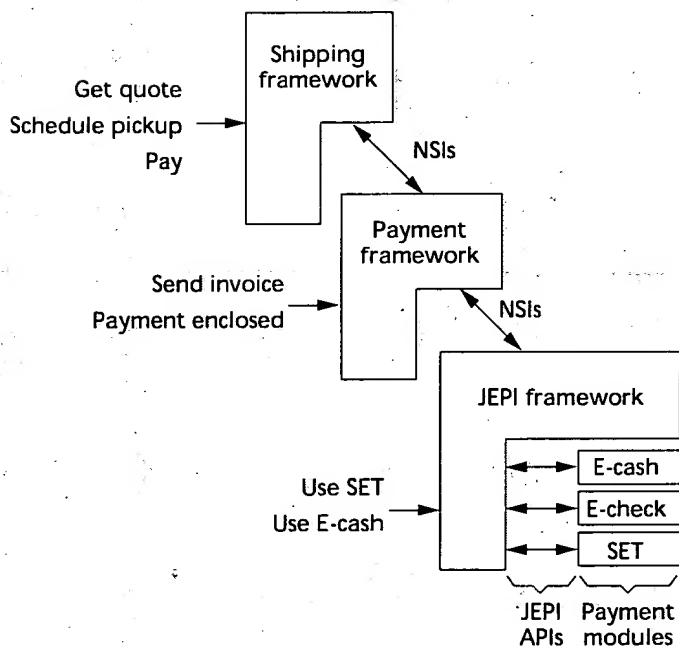 Shipping
framework
Get quote
Schedule pickup
Pay
NSIs
Payment
framework
Send invoice
Payment enclosed
NSIs
JEPI framework
E-cash
Use SET
E-check
Use E-cash
SET
JEPI Payment
APIs modules